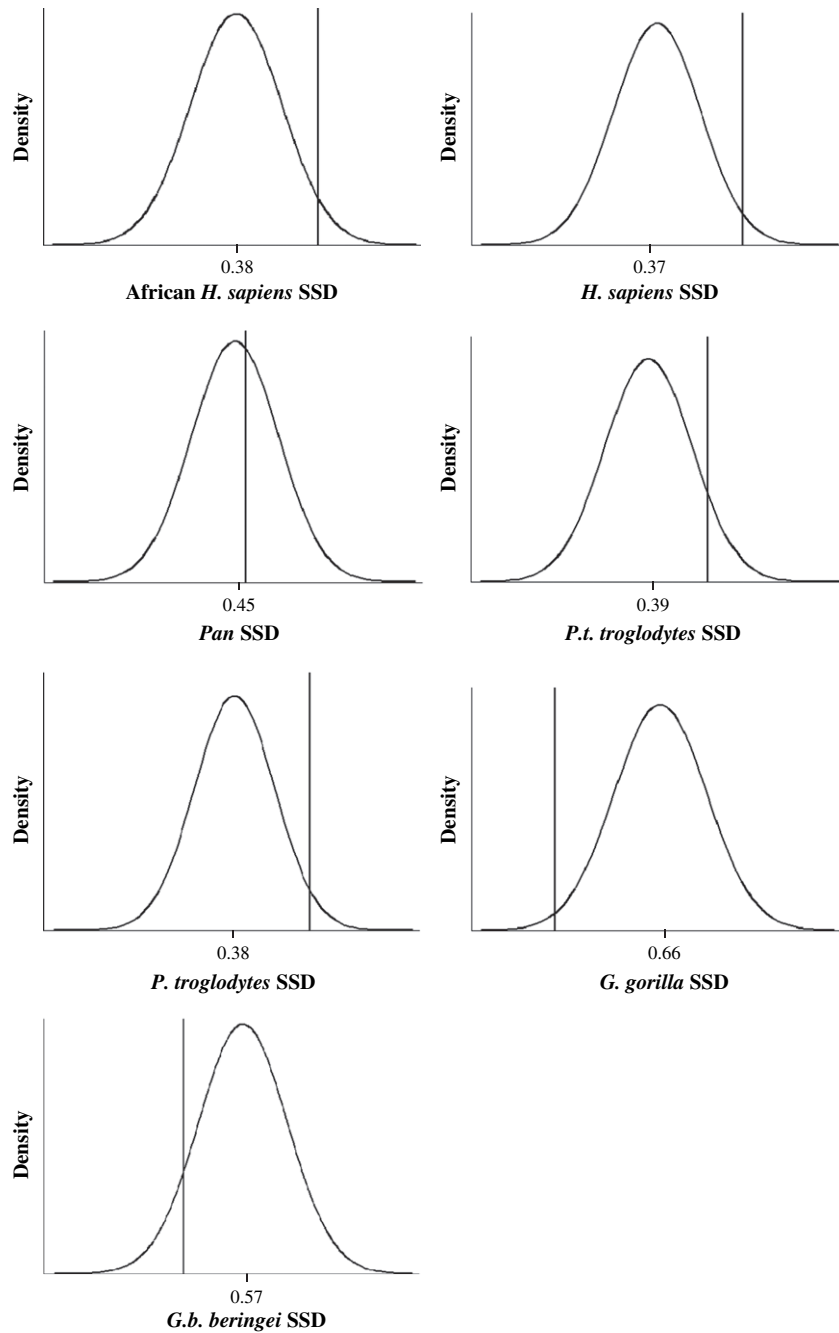 Density
0.38
African H. sapiens SSD
Density
0.37
H. sapiens SSD
Density
0.45
Pan SSD
Density
0.39
P.t. troglodytes SSD
Density
0.38
P. troglodytes SSD
Density
0.66
G. gorilla SSD
Density
0.57
G.b. beringei SSD